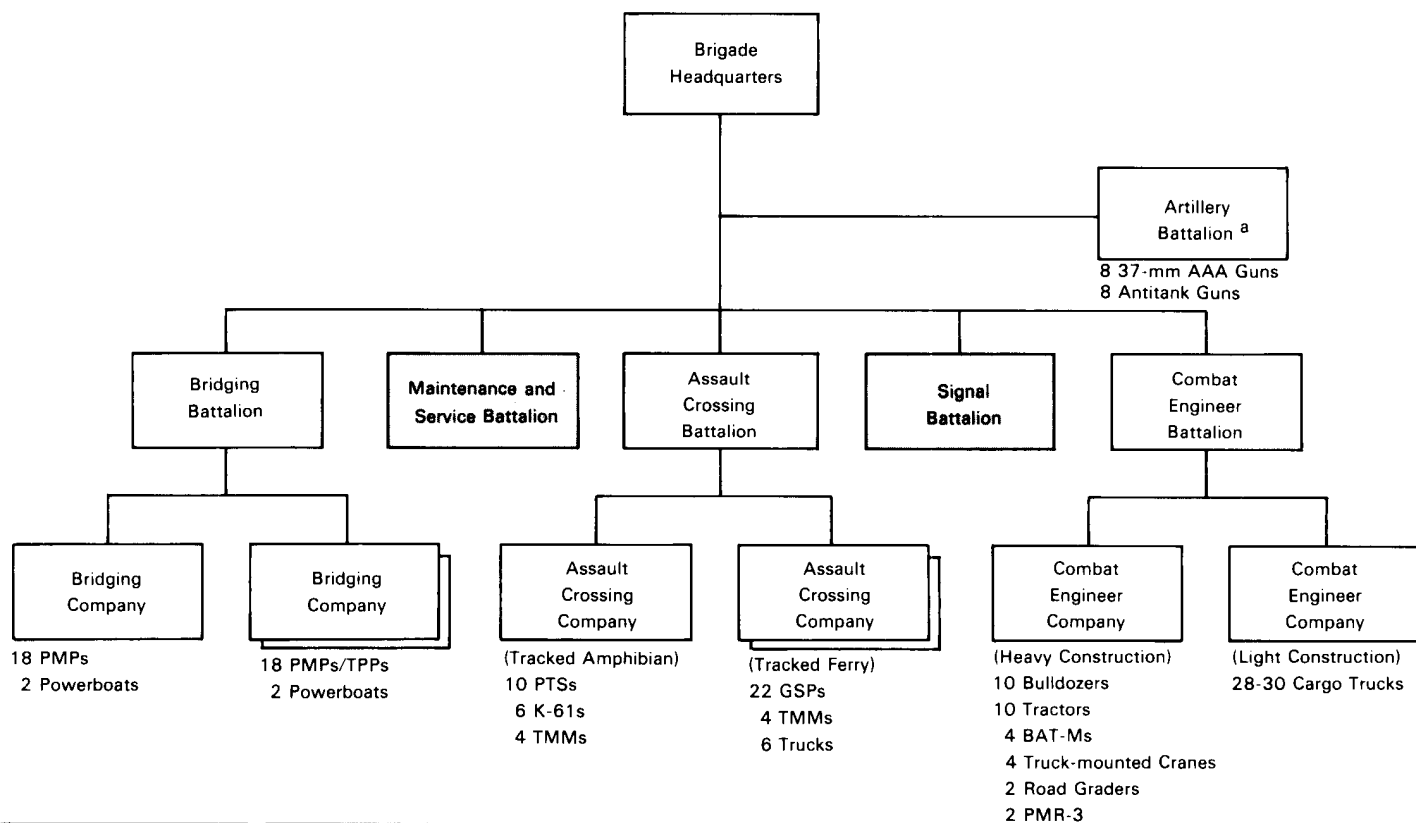 Brigade
Headquarters
Artillery
Battalion a
8 37-mm AAA Guns
8 Antitank Guns
Bridging
Battalion
Maintenance and
Service Battalion
Assault
Crossing
Battalion
Signal
Battalion
Combat
Engineer
Battalion
Bridging
Company
18 PMPs
2 Powerboats
Bridging
Company
18 PMPs/TPPs
2 Powerboats
Assault
Crossing
Company
(Tracked Amphibian)
10 PTSs
6 K-61s
4 TMMs
Assault
Crossing
Company
(Tracked Ferry)
22 GSPs
4 TMMs
6 Trucks
Combat
Engineer
Company
(Heavy Construction)
10 Bulldozers
10 Tractors
4 BAT-Ms
4 Truck-mounted Cranes
2 Road Graders
2 PMR-3
Combat
Engineer
Company
(Light Construction)
28-30 Cargo Trucks